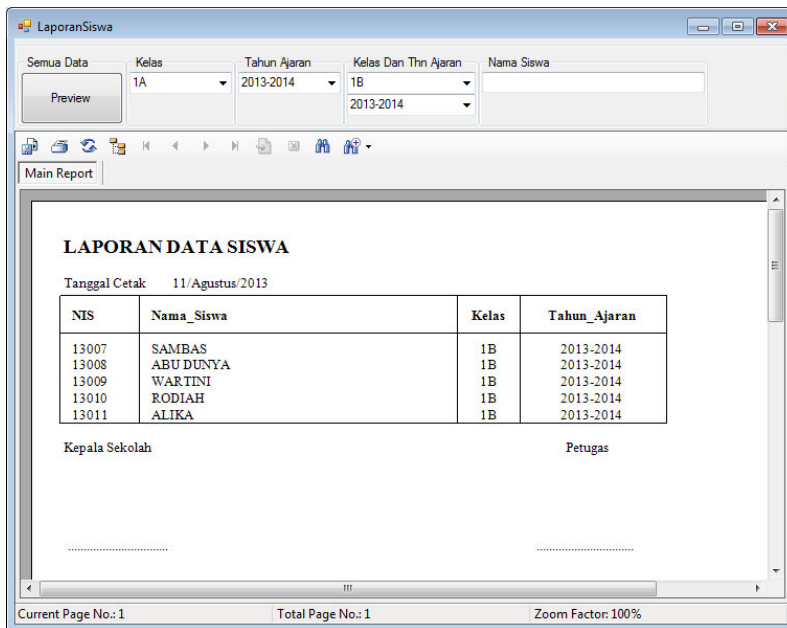 LaporanSiswa
Semua Data Kelas Tahun Ajaran Kelas Dan Thn Ajaran Nama Siswa
Preview 1A 2013-2014 1B
2013-2014
Main Report
LAPORAN DATA SISWA
Tanggal Cetak 11/Agustus/2013
NIS Nama_Siswa Kelas Tahun_Ajaran
13007 SAMBAS 1B 2013-2014
13008 ABU DUNYA 1B 2013-2014
13009 WARTINI 1B 2013-2014
13010 RODIAH 1B 2013-2014
13011 ALIKA 1B 2013-2014
Kepala Sekolah Petugas
................................ ...............................
Current Page No.: 1 Total Page No.: 1 Zoom Factor: 100%